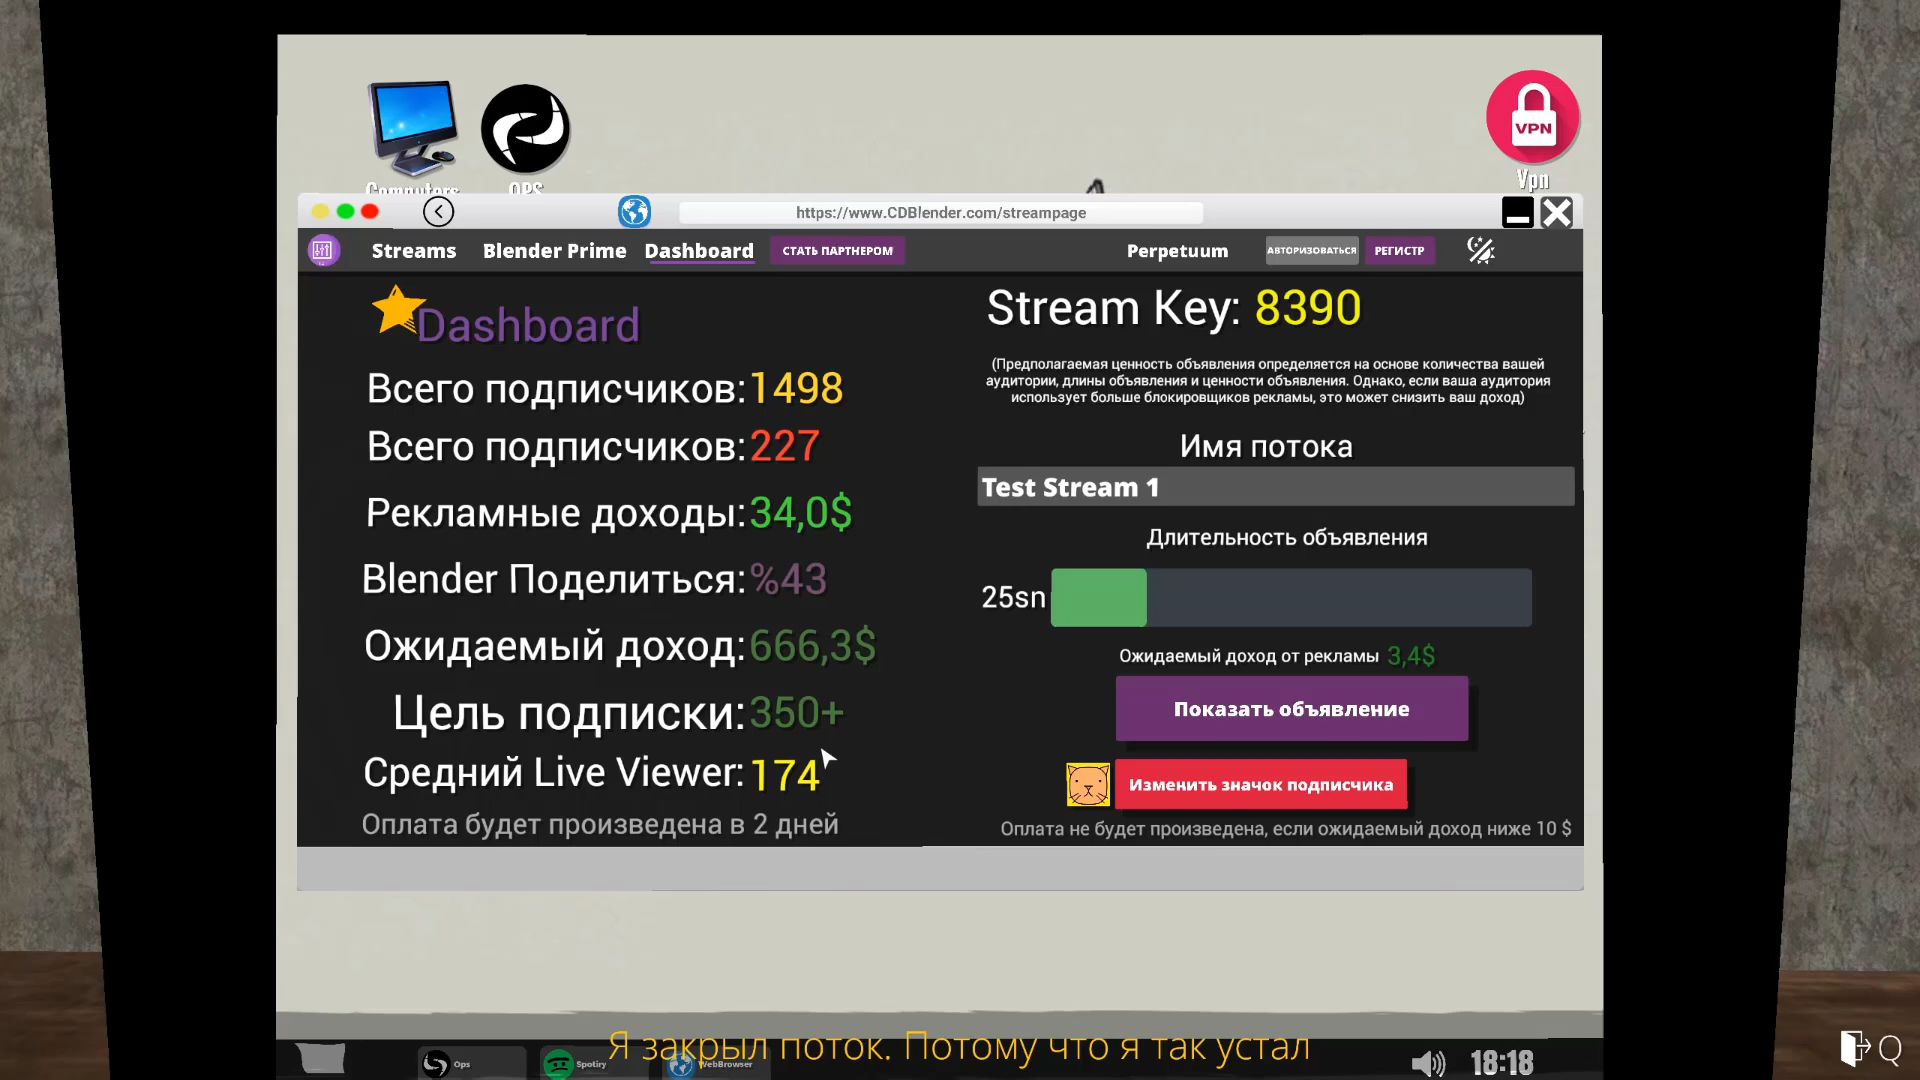 Computers
OPS
VPN
Vpn
https://www.CDBlender.com/streampage
Streams
Blender Prime
Dashboard
СТАТЬ ПАРТНЕРОМ
Perpetuum
АВТОРИЗОВАТЬСЯ
РЕГИСТР
Dashboard
Всего подписчиков:1498
Всего подписчиков:227
Рекламные доходы:34,0$
Blender Поделиться:%43
Ожидаемый доход:666,3$
Цель подписки:350+
Средний Live Viewer:174
Оплата будет произведена в 2 дней
Stream Key: 8390
(Предполагаемая ценность объявления определяется на основе количества вашей
аудитории, длины объявления и ценности объявления. Однако, если ваша аудитория
использует больше блокировщиков рекламы, это может снизить ваш доход)
Имя потока
Test Stream 1
Длительность объявления
25sn
Ожидаемый доход от рекламы 3,4$
Показать объявление
Изменить значок подписчика
Оплата не будет произведена, если ожидаемый доход ниже 10 $
Я закрыл поток. Потому что я так устал
Ops
Spotiry
WebBrowser
18:18
Q